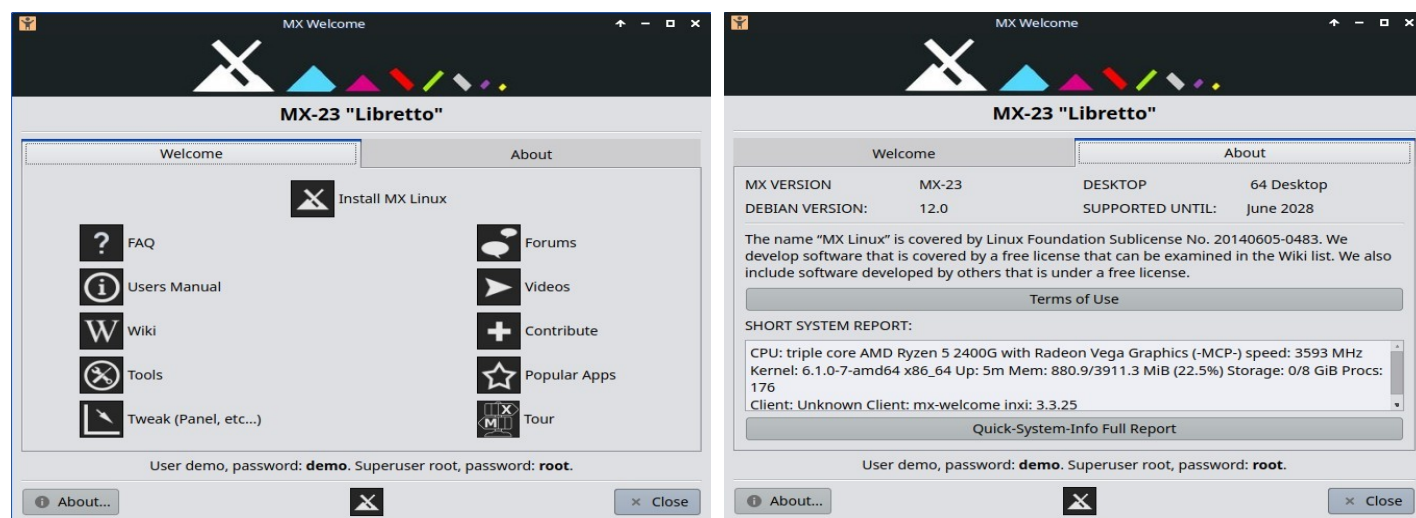 MX Welcome
MX-23 "Libretto"
Welcome About
Install MX Linux
? FAQ Forums
i Users Manual Videos
W Wiki Contribute
Tools Popular Apps
Tweak (Panel, etc...) MX Tour
User demo, password: demo. Superuser root, password: root.
i About... × Close
MX Welcome
MX-23 "Libretto"
Welcome About
MX VERSION MX-23 DESKTOP 64 Desktop
DEBIAN VERSION: 12.0 SUPPORTED UNTIL: June 2028
The name “MX Linux” is covered by Linux Foundation Sublicense No. 20140605-0483. We
develop software that is covered by a free license that can be examined in the Wiki list. We also
include software developed by others that is under a free license.
Terms of Use
SHORT SYSTEM REPORT:
CPU: triple core AMD Ryzen 5 2400G with Radeon Vega Graphics (-MCP-) speed: 3593 MHz
Kernel: 6.1.0-7-amd64 x86_64 Up: 5m Mem: 880.9/3911.3 MiB (22.5%) Storage: 0/8 GiB Procs:
176
Client: Unknown Client: mx-welcome inxi: 3.3.25
Quick-System-Info Full Report
User demo, password: demo. Superuser root, password: root.
i About... × Close